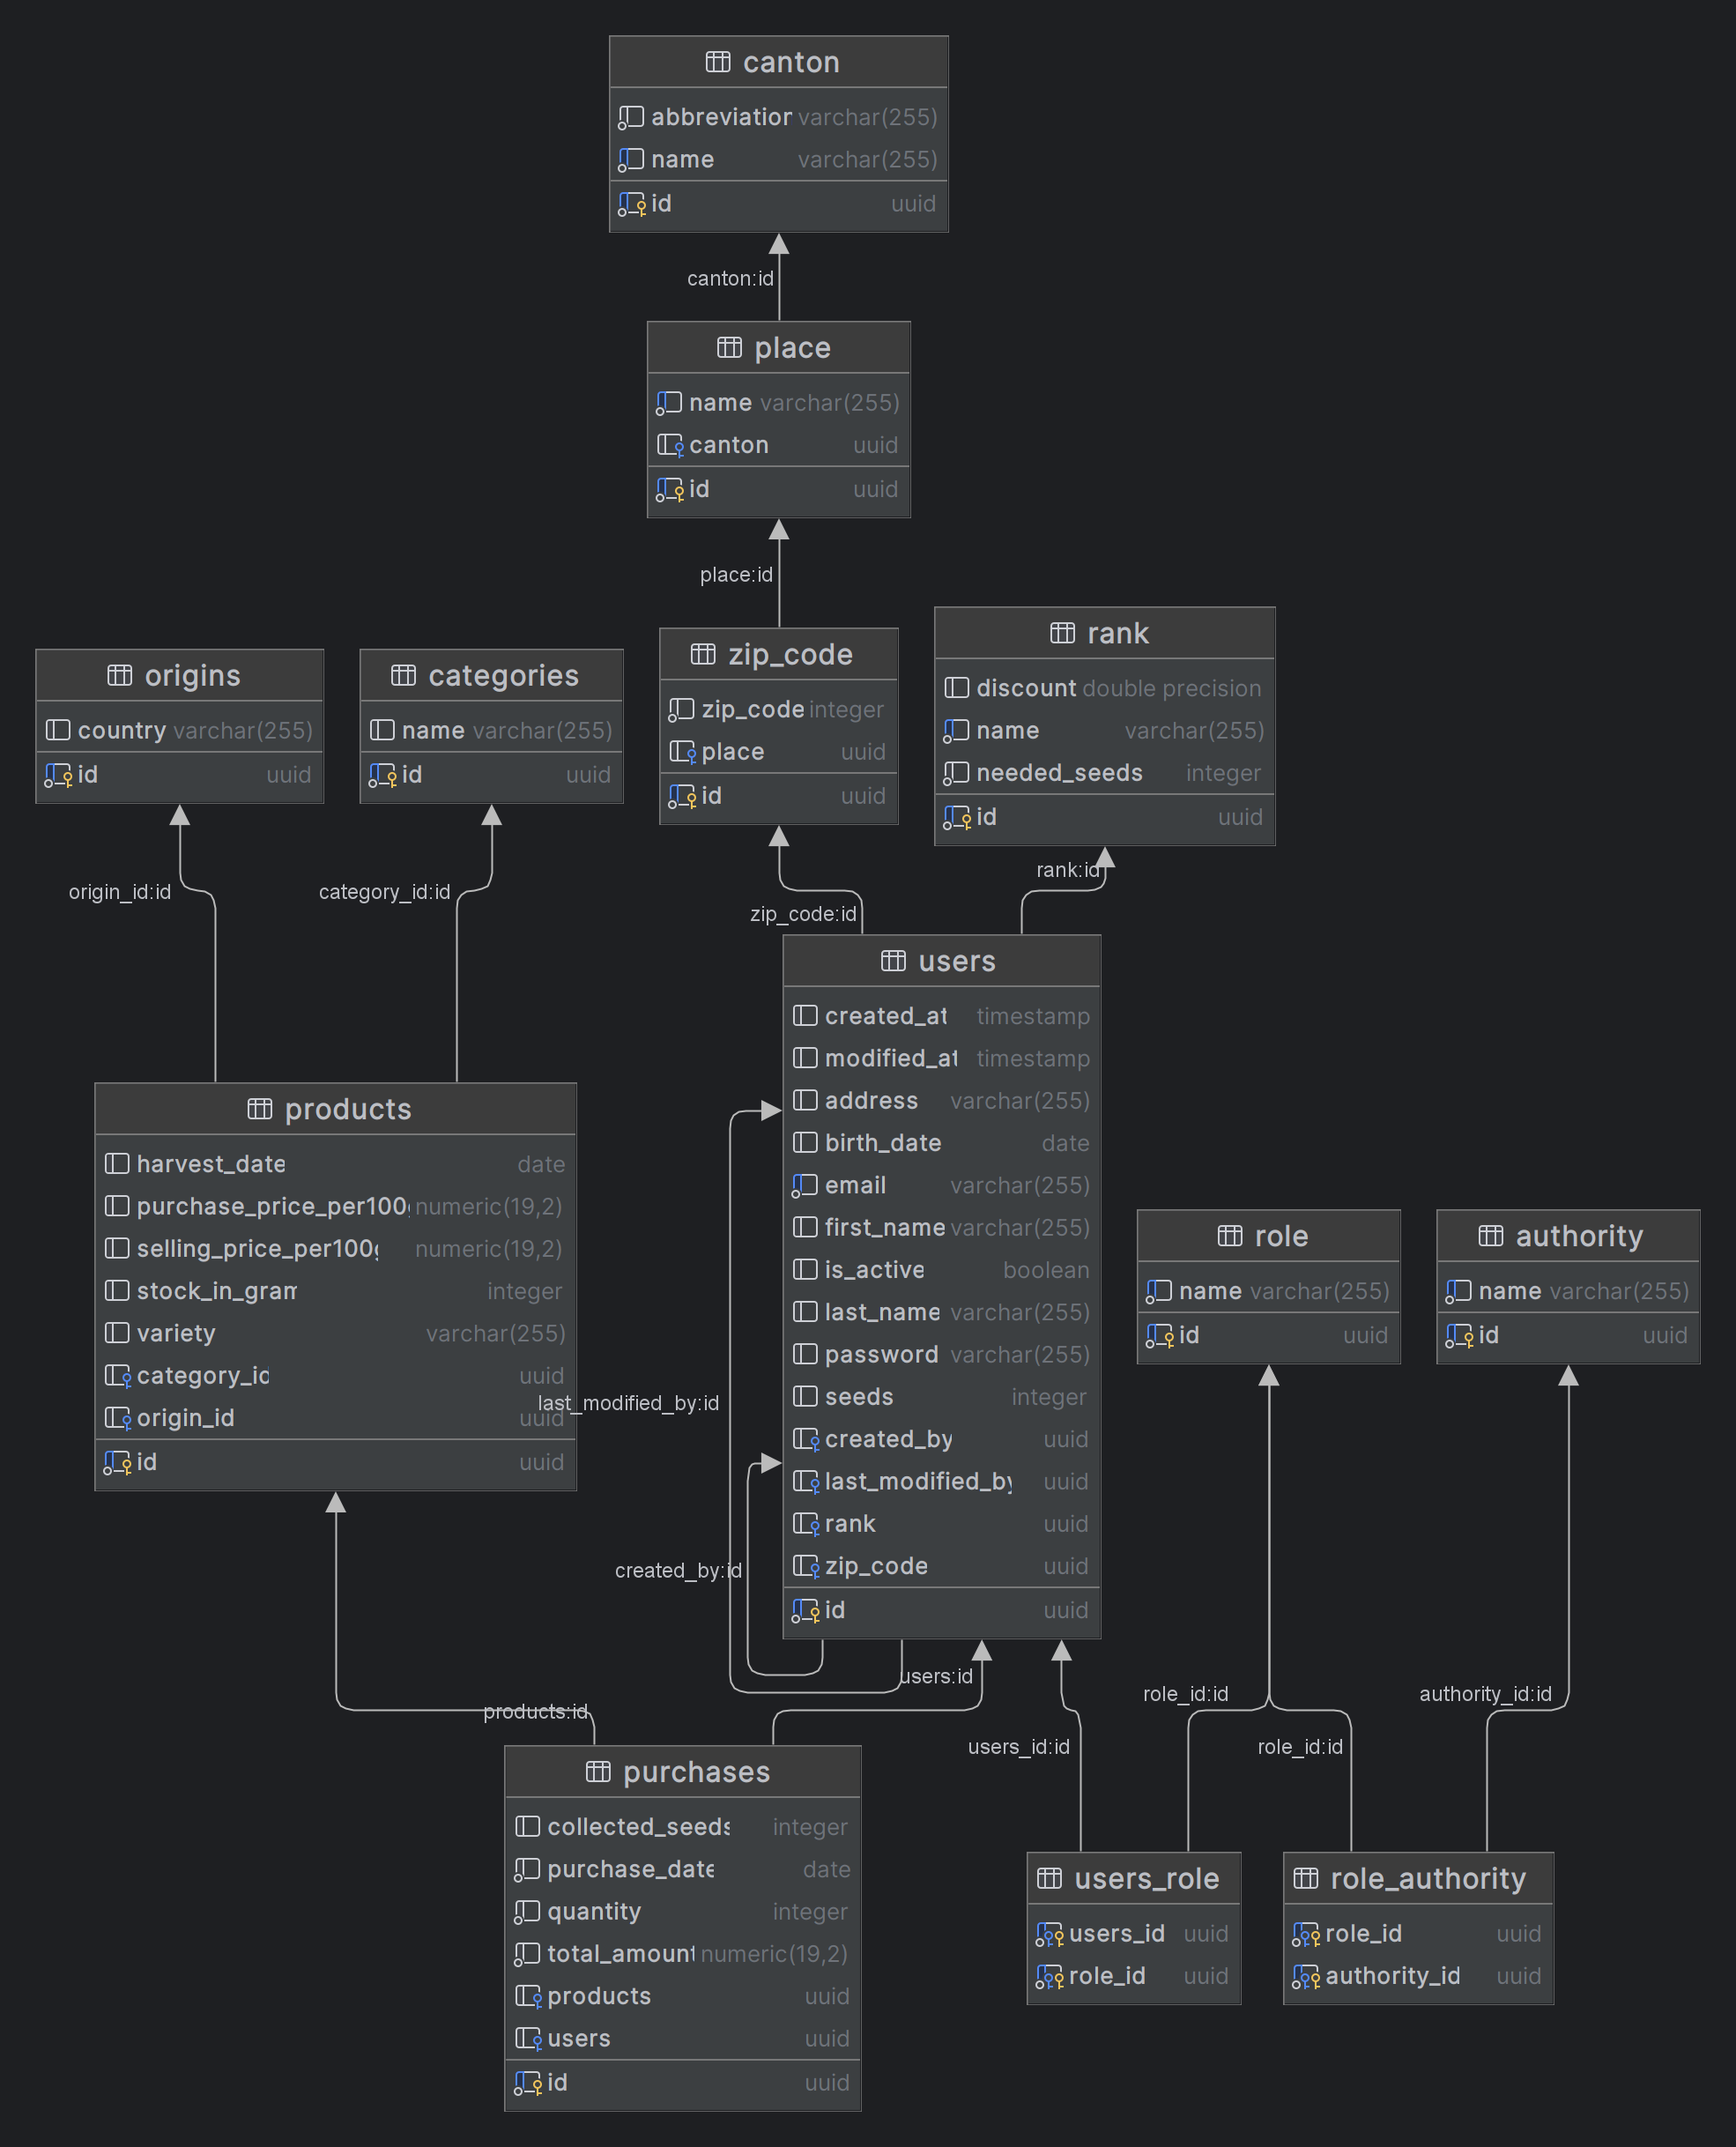 canton
abbreviation varchar(255)
name varchar(255)
id uuid
canton:id
place
name varchar(255)
canton uuid
id uuid
place:id
origins
country varchar(255)
id uuid
categories
name varchar(255)
id uuid
zip_code
zip_code integer
place uuid
id uuid
rank
discount double precision
name varchar(255)
needed_seeds integer
id uuid
origin_id:id
category_id:id
zip_code:id
rank:id
users
created_at timestamp
modified_at timestamp
address varchar(255)
birth_date date
email varchar(255)
first_name varchar(255)
is_active boolean
last_name varchar(255)
password varchar(255)
seeds integer
created_by uuid
last_modified_by uuid
rank uuid
zip_code uuid
id uuid
products
harvest_date date
purchase_price_per100g numeric(19,2)
selling_price_per100g numeric(19,2)
stock_in_gram integer
variety varchar(255)
category_id uuid
origin_id uuid
id uuid
last_modified_by:id
created_by:id
role
name varchar(255)
id uuid
authority
name varchar(255)
id uuid
products:id
users:id
users_id:id
role_id:id
role_id:id
authority_id:id
purchases
collected_seeds integer
purchase_date date
quantity integer
total_amount numeric(19,2)
products uuid
users uuid
id uuid
users_role
users_id uuid
role_id uuid
role_authority
role_id uuid
authority_id uuid